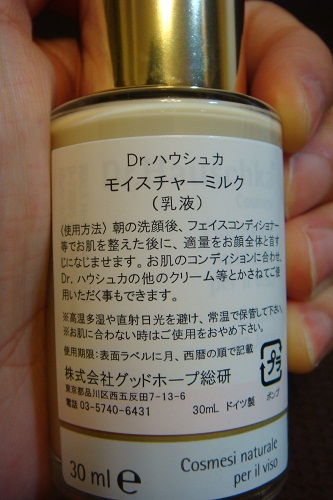 Dr.ハウシュカ
モイスチャーミルク
（乳液）
〈使用方法〉朝の洗顔後、フェイスコンディショナー
等でお肌を整えた後に、適量をお顔全体と首す
じになじませます。お肌のコンディションに合わせ、
Dr.ハウシュカの他のクリーム等とかさねてご使
用いただく事もできます。
※高温多湿や直射日光を避け、常温で保管して下さい。
※お肌に合わない時はご使用をおやめ下さい。
使用期限：表面ラベルに月、西暦の順で記載
株式会社グッドホープ総研
東京都品川区西五反田7-13-6
電話 03-5740-6431
30mL ドイツ製
プラ
ポンプ
30 ml e
Cosmesi naturale
per il viso